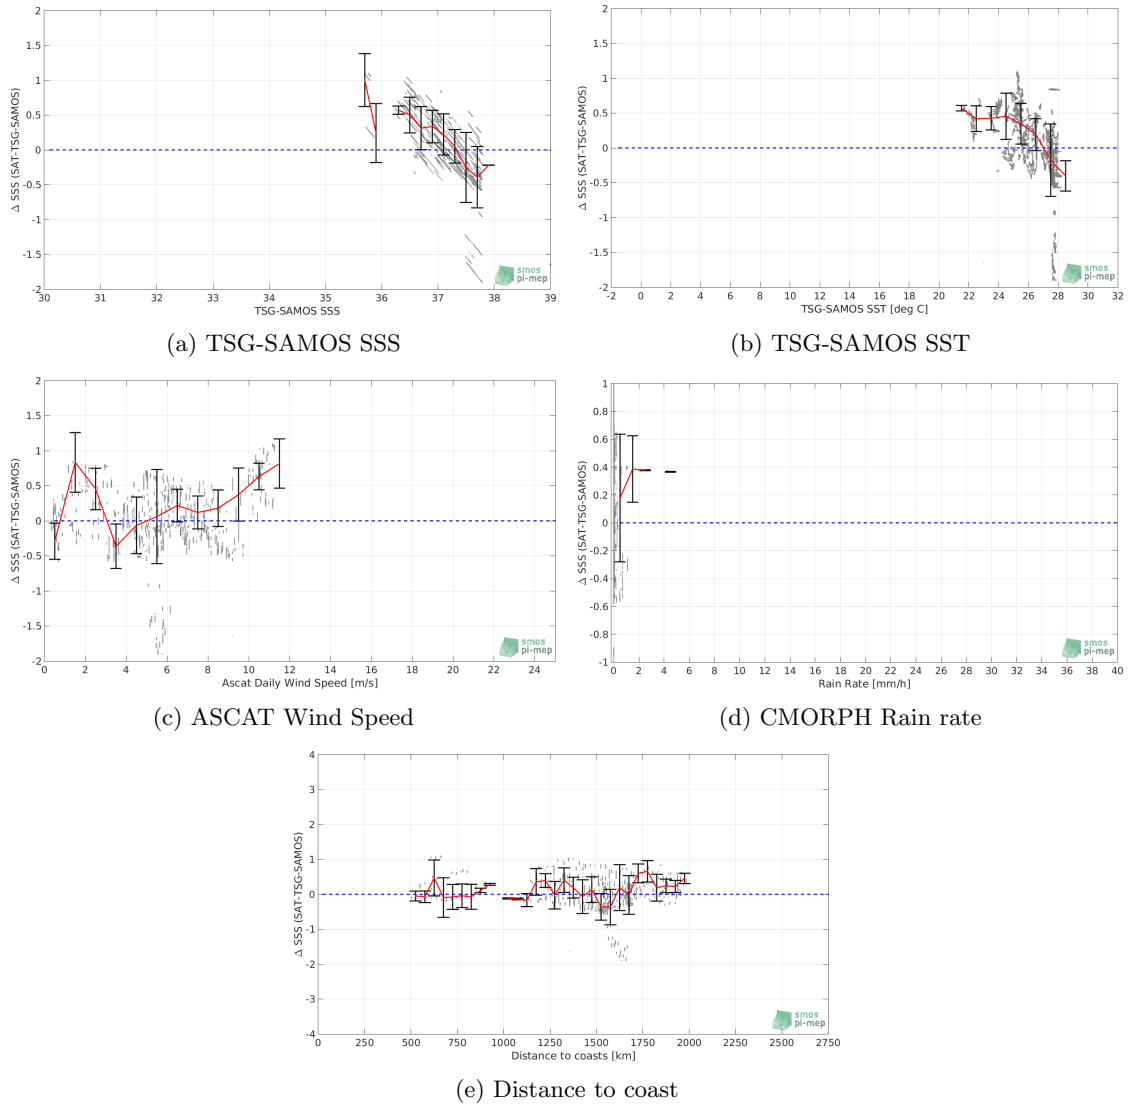 2
1.5
1
0.5
0
-0.5
-1
-1.5
-2
Δ SSS (SAT-TSG-SAMOS)
30 31 32 33 34 35 36 37 38 39
TSG-SAMOS SSS
smos
pi-mep
(a) TSG-SAMOS SSS
2
1.5
1
0.5
0
-0.5
-1
-1.5
-2
Δ SSS (SAT-TSG-SAMOS)
-2 0 2 4 6 8 10 12 14 16 18 20 22 24 26 28 30 32
TSG-SAMOS SST [deg C]
smos
pi-mep
(b) TSG-SAMOS SST
2
1.5
1
0.5
0
-0.5
-1
-1.5
-2
Δ SSS (SAT-TSG-SAMOS)
0 2 4 6 8 10 12 14 16 18 20 22 24
Ascat Daily Wind Speed [m/s]
smos
pi-mep
(c) ASCAT Wind Speed
1
0.8
0.6
0.4
0.2
0
-0.2
-0.4
-0.6
-0.8
-1
Δ SSS (SAT-TSG-SAMOS)
0 2 4 6 8 10 12 14 16 18 20 22 24 26 28 30 32 34 36 38 40
Rain Rate [mm/h]
smos
pi-mep
(d) CMORPH Rain rate
4
3
2
1
0
-1
-2
-3
-4
Δ SSS (SAT-TSG-SAMOS)
0 250 500 750 1000 1250 1500 1750 2000 2250 2500 2750
Distance to coasts [km]
smos
pi-mep
(e) Distance to coast